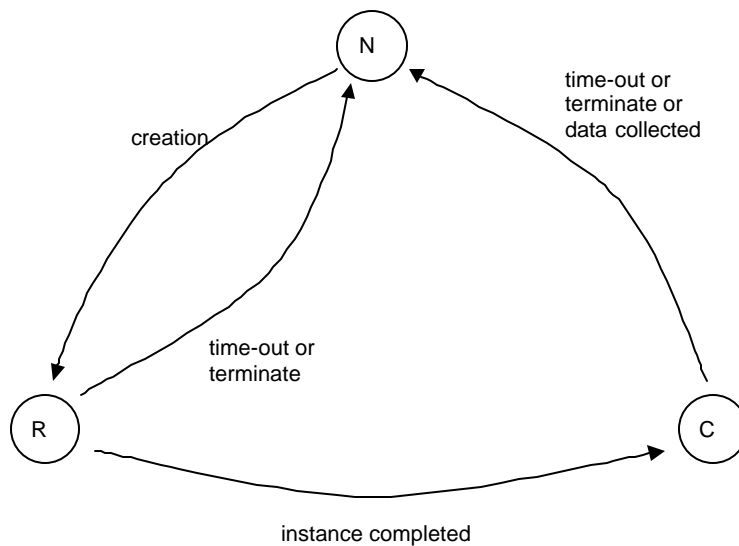 N
time-out or
terminate or
data collected
creation
time-out or
terminate
R
C
instance completed